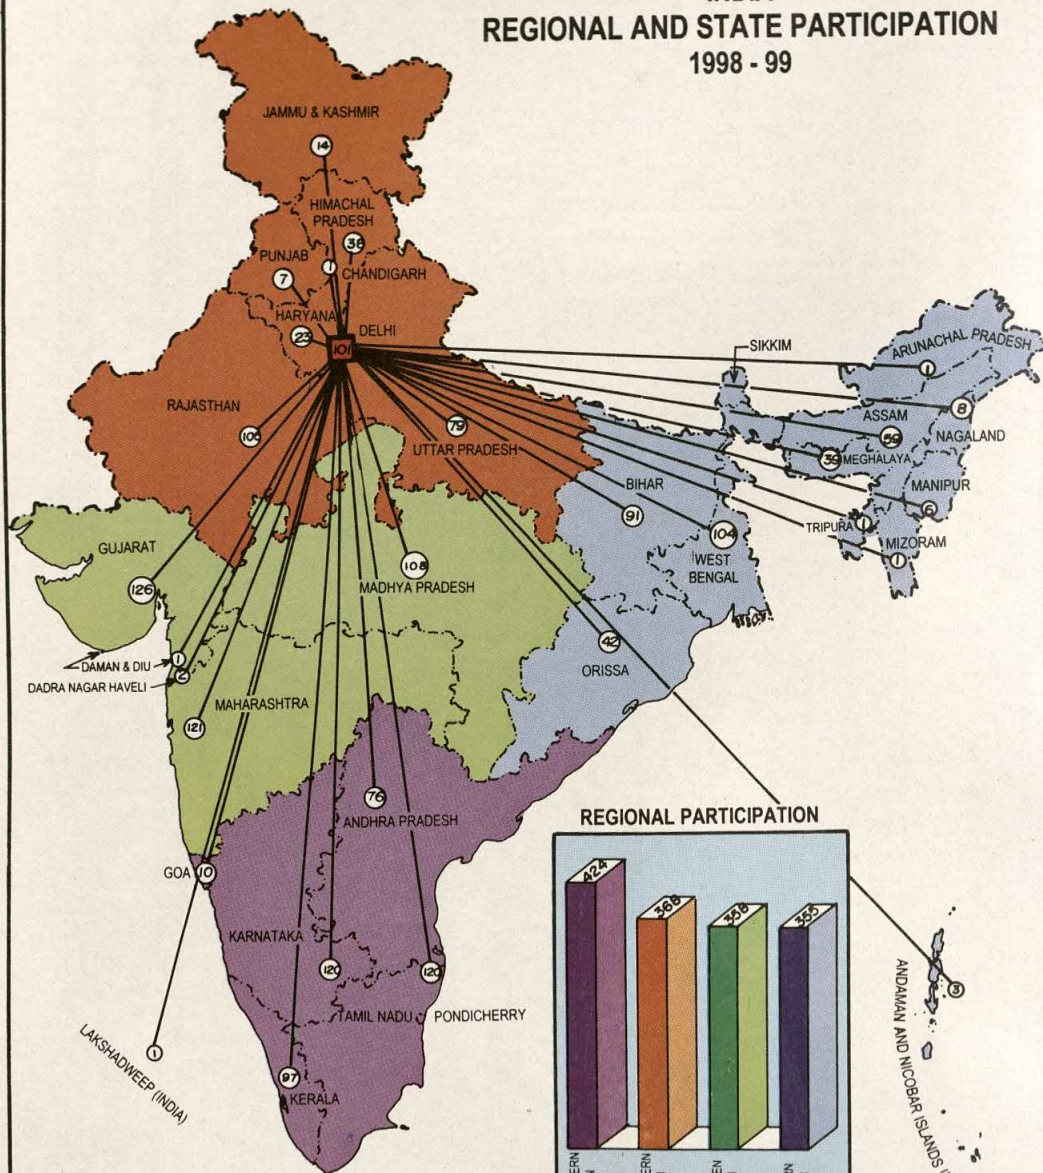 REGIONAL AND STATE PARTICIPATION
1998 - 99
JAMMU & KASHMIR
14
HIMACHAL
PRADESH
38
PUNJAB
7
1
CHANDIGARH
HARYANA
23
DELHI
101
SIKKIM
ARUNACHAL PRADESH
1
RAJASTHAN
79
UTTAR PRADESH
ASSAM
59
8
NAGALAND
39
MEGHALAYA
BIHAR
91
MANIPUR
6
TRIPURA
1
MIZORAM
1
104
WEST
BENGAL
GUJARAT
126
108
MADHYA PRADESH
42
ORISSA
1
DAMAN & DIU
2
DADRA NAGAR HAVELI
MAHARASHTRA
121
76
ANDHRA PRADESH
GOA
10
KARNATAKA
120
120
TAMIL NADU
PONDICHERRY
LAKSHADWEEP (INDIA)
1
97
KERALA
REGIONAL PARTICIPATION
424
368
358
355
3
ANDAMAN AND NICOBAR ISLANDS